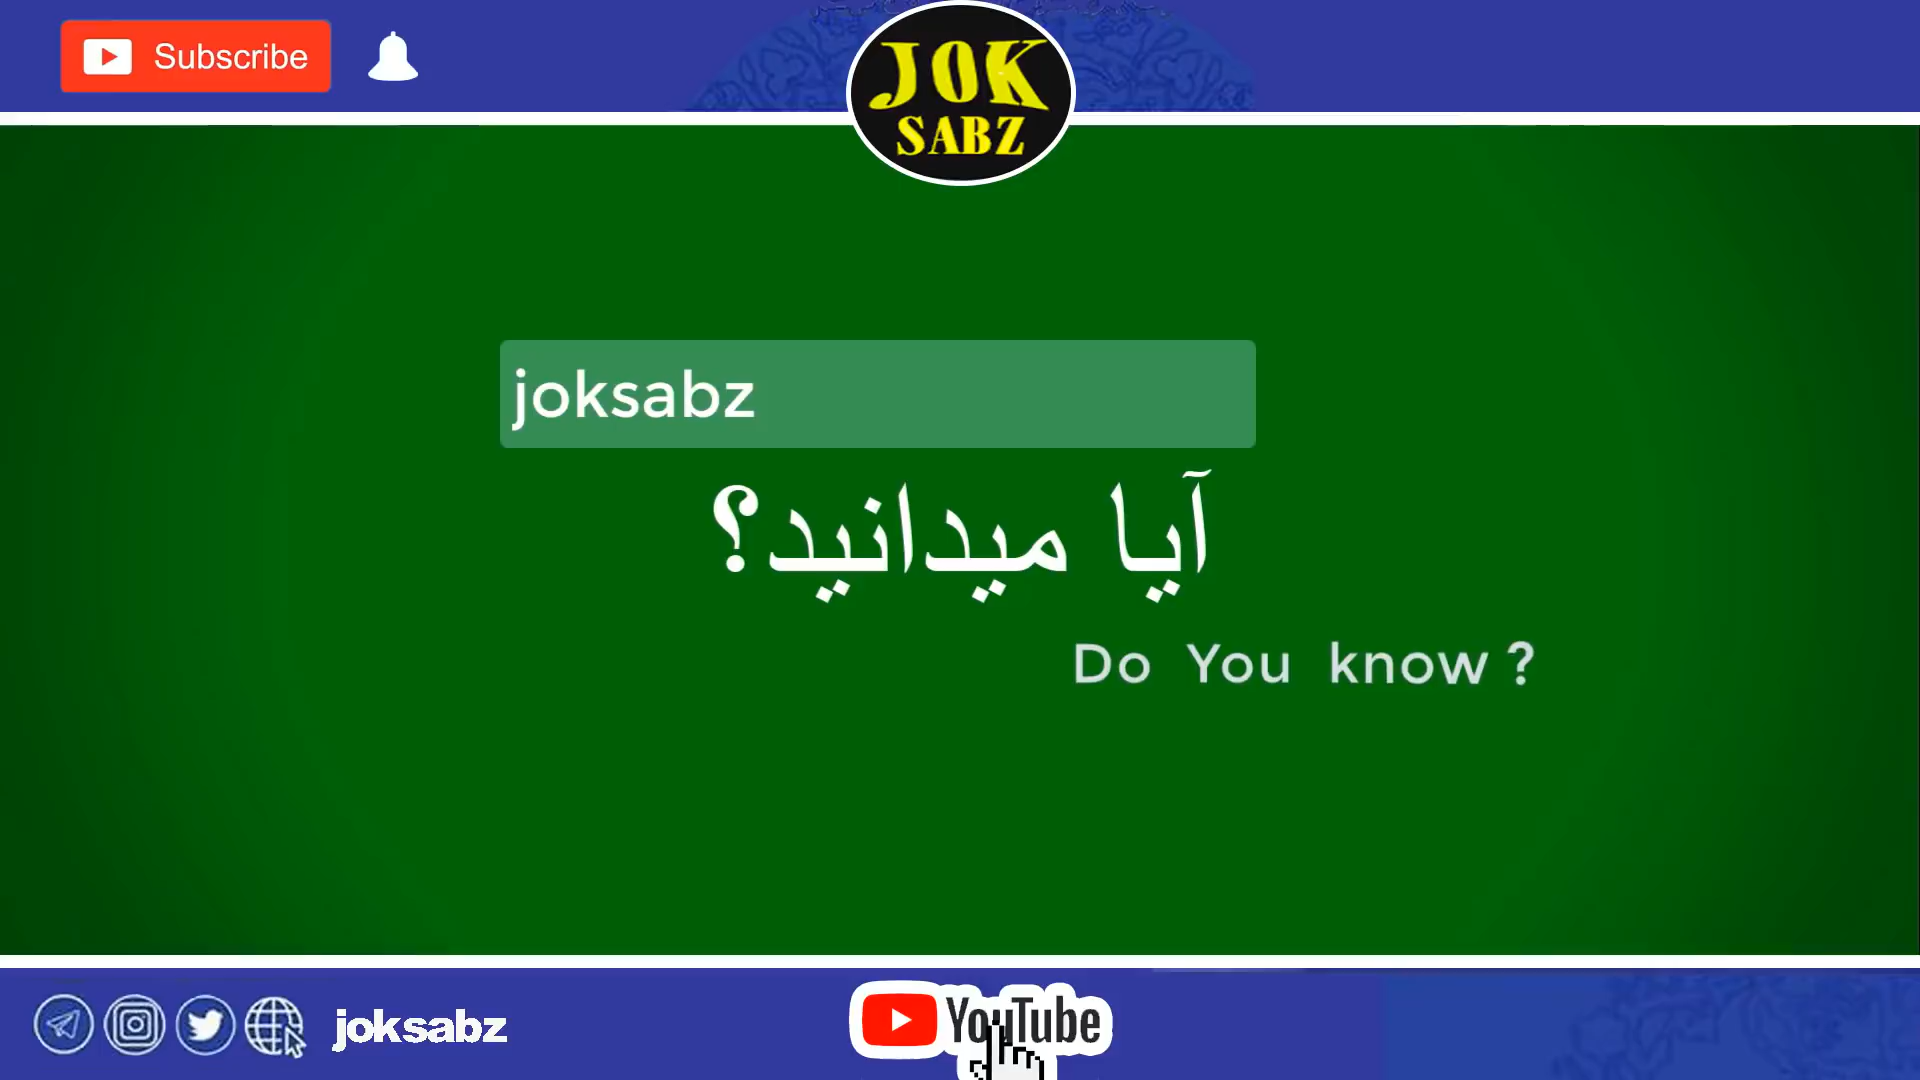 Subscribe
JOK
SABZ
joksabz
آیا میدانید؟
Do You know ?
joksabz
YouTube